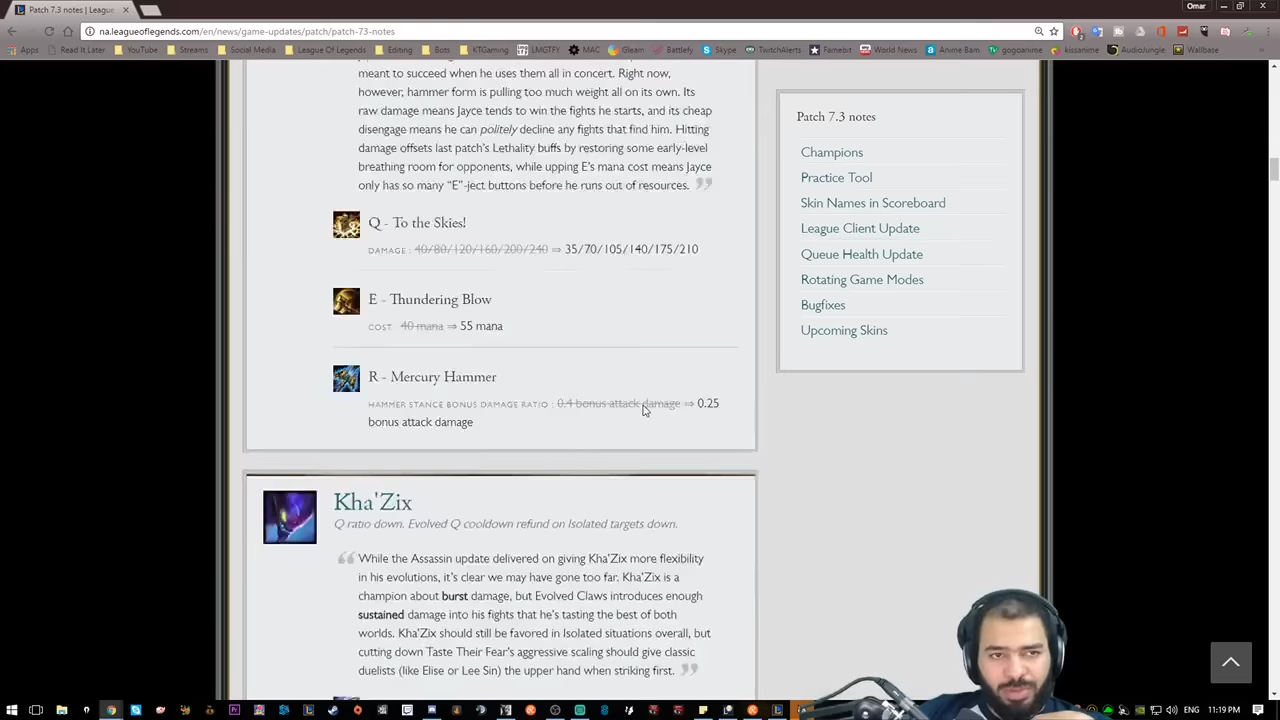 Patch 7.3 notes | League
Omar
na.leagueoflegends.com/en/news/game-updates/patch/patch-73-notes
Apps Read It Later YouTube Streams Social Media League Of Legends Editing Bots KTGaming LMGTFY MAC Gleam Battlefy Skype TwitchAlerts Famebit World News Anime Bam gogoanime kissanime AudioJungle Wallbase
meant to succeed when he uses them all in concert. Right now,
however, hammer form is pulling too much weight all on its own. Its
raw damage means Jayce tends to win the fights he starts, and its cheap
disengage means he can politely decline any fights that find him. Hitting
damage offsets last patch's Lethality buffs by restoring some early-level
breathing room for opponents, while upping E's mana cost means Jayce
only has so many "E"-ject buttons before he runs out of resources.
Q - To the Skies!
DAMAGE : 40/80/120/160/200/240 ⇒ 35/70/105/140/175/210
E - Thundering Blow
COST 40 mana ⇒ 55 mana
R - Mercury Hammer
HAMMER STANCE BONUS DAMAGE RATIO : 0.4 bonus attack damage ⇒ 0.25
bonus attack damage
Kha'Zix
Q ratio down. Evolved Q cooldown refund on Isolated targets down.
While the Assassin update delivered on giving Kha'Zix more flexibility
in his evolutions, it's clear we may have gone too far. Kha'Zix is a
champion about burst damage, but Evolved Claws introduces enough
sustained damage into his fights that he's tasting the best of both
worlds. Kha'Zix should still be favored in Isolated situations overall, but
cutting down Taste Their Fear's aggressive scaling should give classic
duelists (like Elise or Lee Sin) the upper hand when striking first.
Patch 7.3 notes
Champions
Practice Tool
Skin Names in Scoreboard
League Client Update
Queue Health Update
Rotating Game Modes
Bugfixes
Upcoming Skins
ENG 11:19 PM